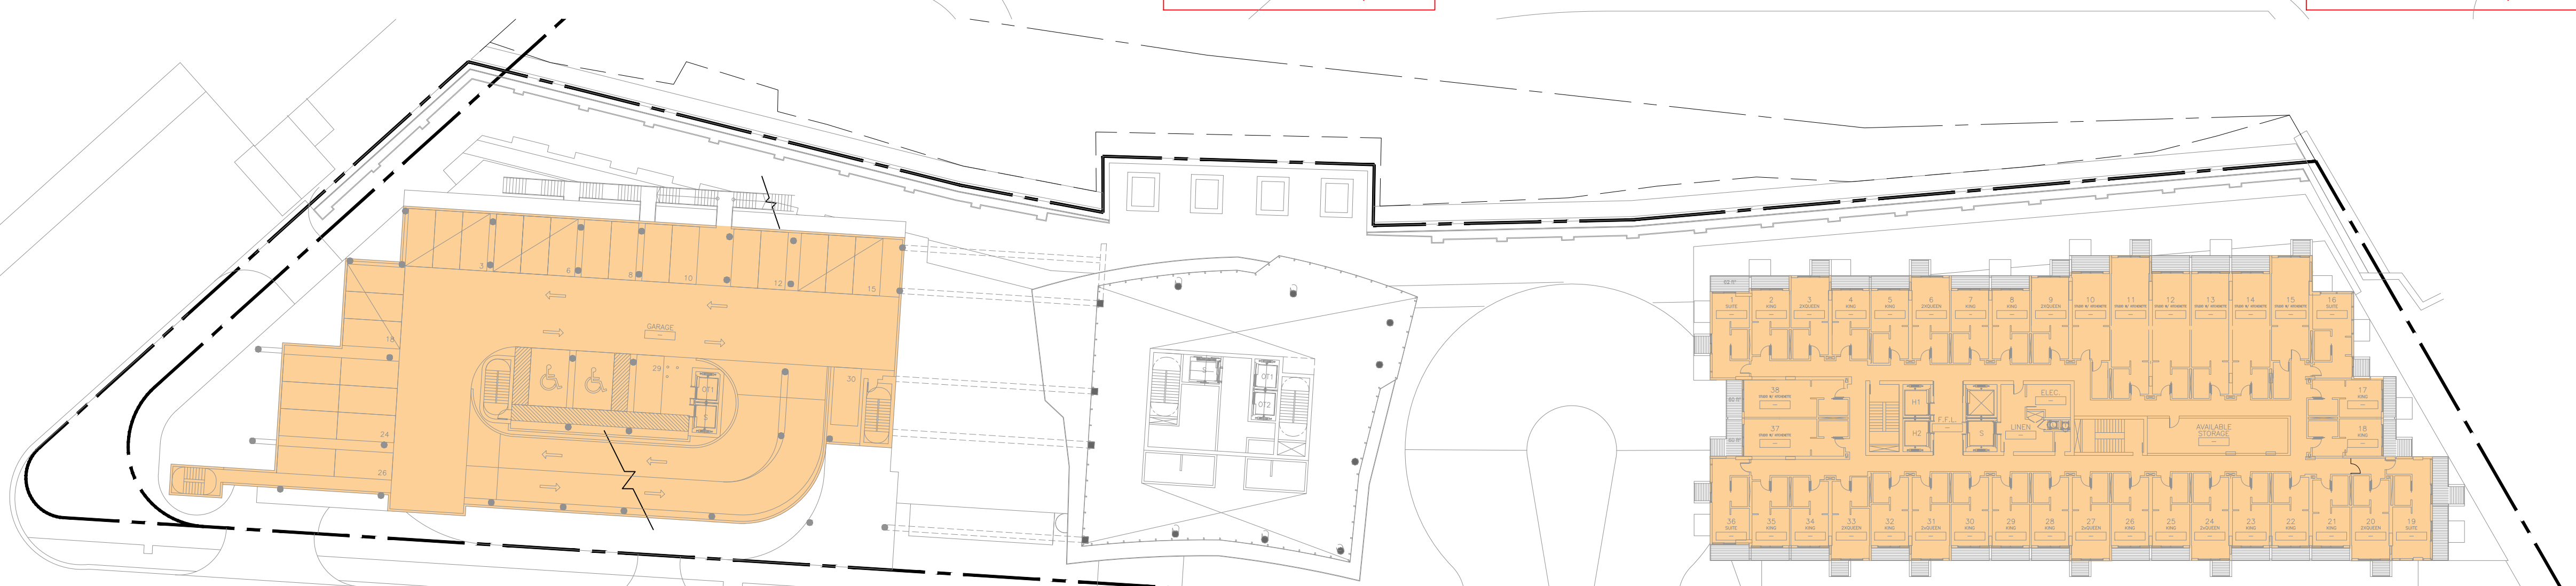 3
6
8
10
12
15
18
GARAGE
29
30
OT1
S
24
26
S
OT1
OT2
1
SUITE
2
KING
3
2XQUEEN
4
KING
5
KING
6
2XQUEEN
7
KING
8
KING
9
2XQUEEN
10
11
12
13
14
15
16
SUITE
38
37
H1
H2
F.F.L.
S
ELEC.
LINEN
AVAILABLE
STORAGE
17
KING
18
KING
36
SUITE
35
KING
34
KING
33
2XQUEEN
32
KING
31
2XQUEEN
30
KING
29
KING
28
KING
27
2xQUEEN
26
KING
25
KING
24
2xQUEEN
23
KING
22
KING
21
KING
20
2XQUEEN
19
SUITE